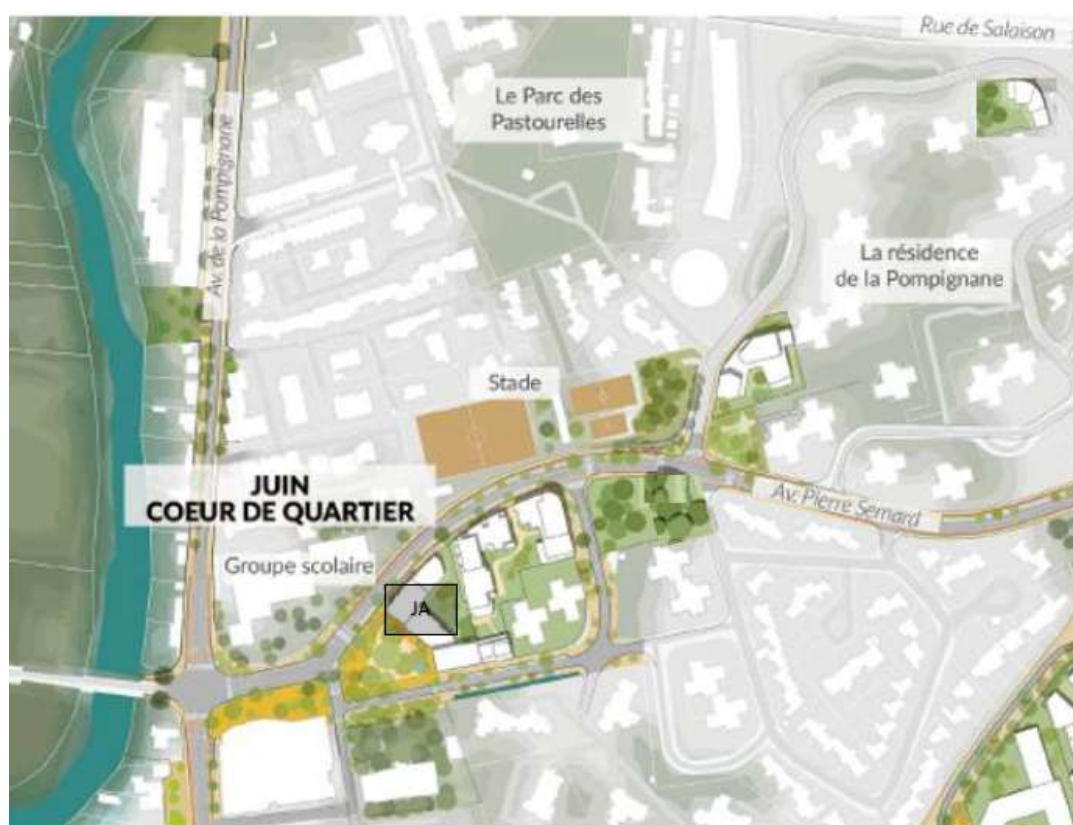 Rue de Salaison
Le Parc des
Pastourelles
Av. de la Pompignane
La résidence
de la Pompignane
Stade
JUIN
COEUR DE QUARTIER
Av. Pierre Semard
Groupe scolaire
JA